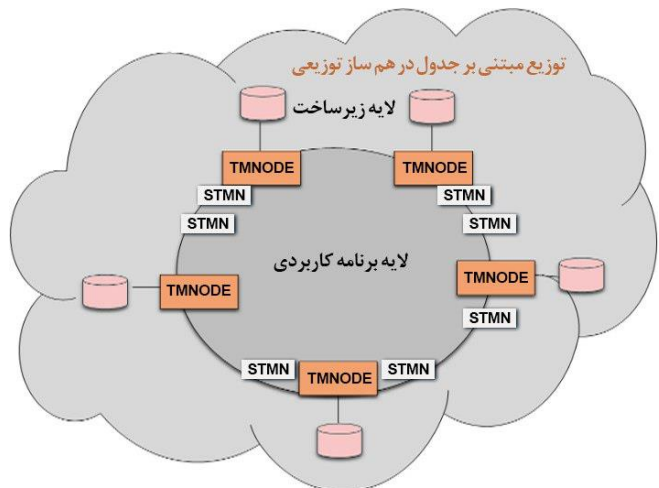 توزیع مبتنی بر جدول در هم ساز توزیعی
لایه زیرساخت
TMNODE
TMNODE
STMN
STMN
STMN
STMN
لایه برنامه کاربردی
TMNODE
TMNODE
STMN
STMN
TMNODE
STMN